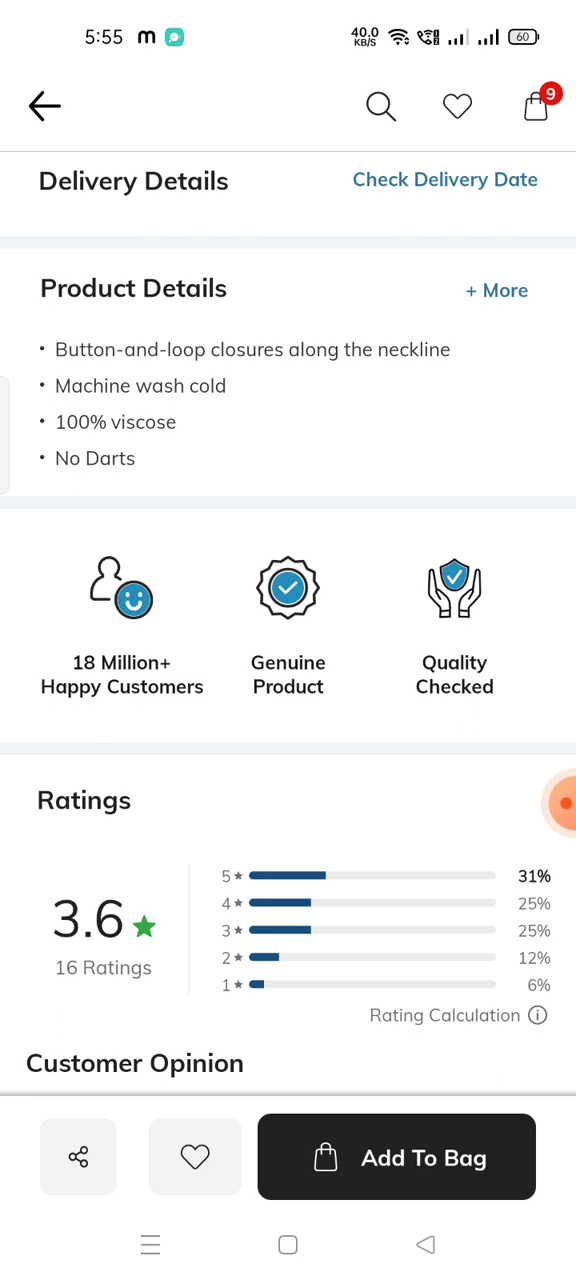 5:55 m 40.0 KB/S 60
9
Delivery Details Check Delivery Date
Product Details + More
• Button-and-loop closures along the neckline
• Machine wash cold
• 100% viscose
• No Darts
18 Million+ Genuine Quality
Happy Customers Product Checked
Ratings
5★ 31%
4★ 25%
3.6★ 3★ 25%
16 Ratings 2★ 12%
1★ 6%
Rating Calculation i
Customer Opinion
Add To Bag